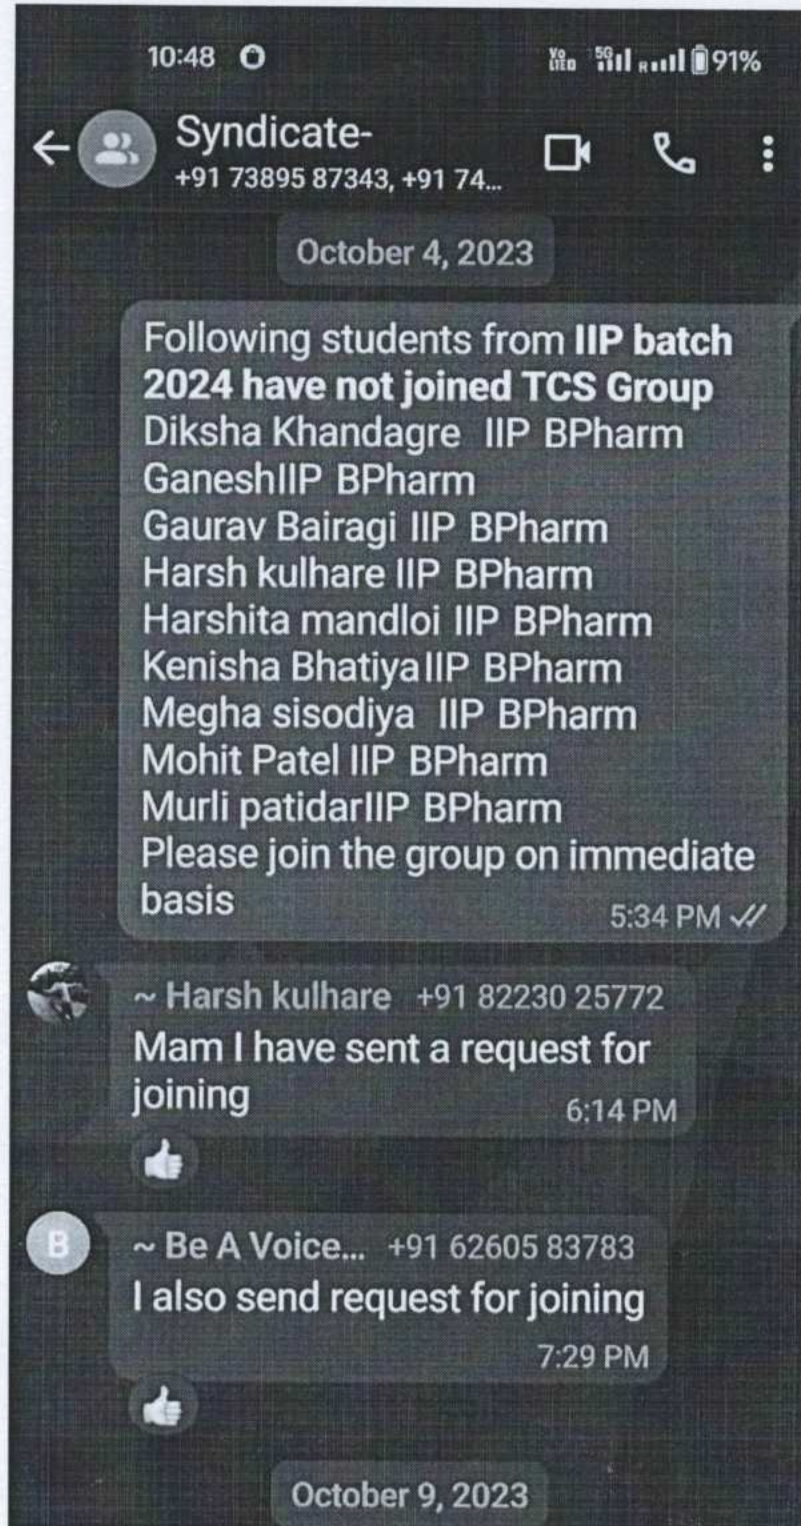 10:48
Vo LTE 5G R 91%
Syndicate-
+91 73895 87343, +91 74...
October 4, 2023
Following students from IIP batch
2024 have not joined TCS Group
Diksha Khandagre IIP BPharm
GaneshIIP BPharm
Gaurav Bairagi IIP BPharm
Harsh kulhare IIP BPharm
Harshita mandloi IIP BPharm
Kenisha BhatiyaIIP BPharm
Megha sisodiya IIP BPharm
Mohit Patel IIP BPharm
Murli patidarIIP BPharm
Please join the group on immediate
basis
5:34 PM
~ Harsh kulhare +91 82230 25772
Mam I have sent a request for
joining
6:14 PM
B
~ Be A Voice... +91 62605 83783
I also send request for joining
7:29 PM
October 9, 2023